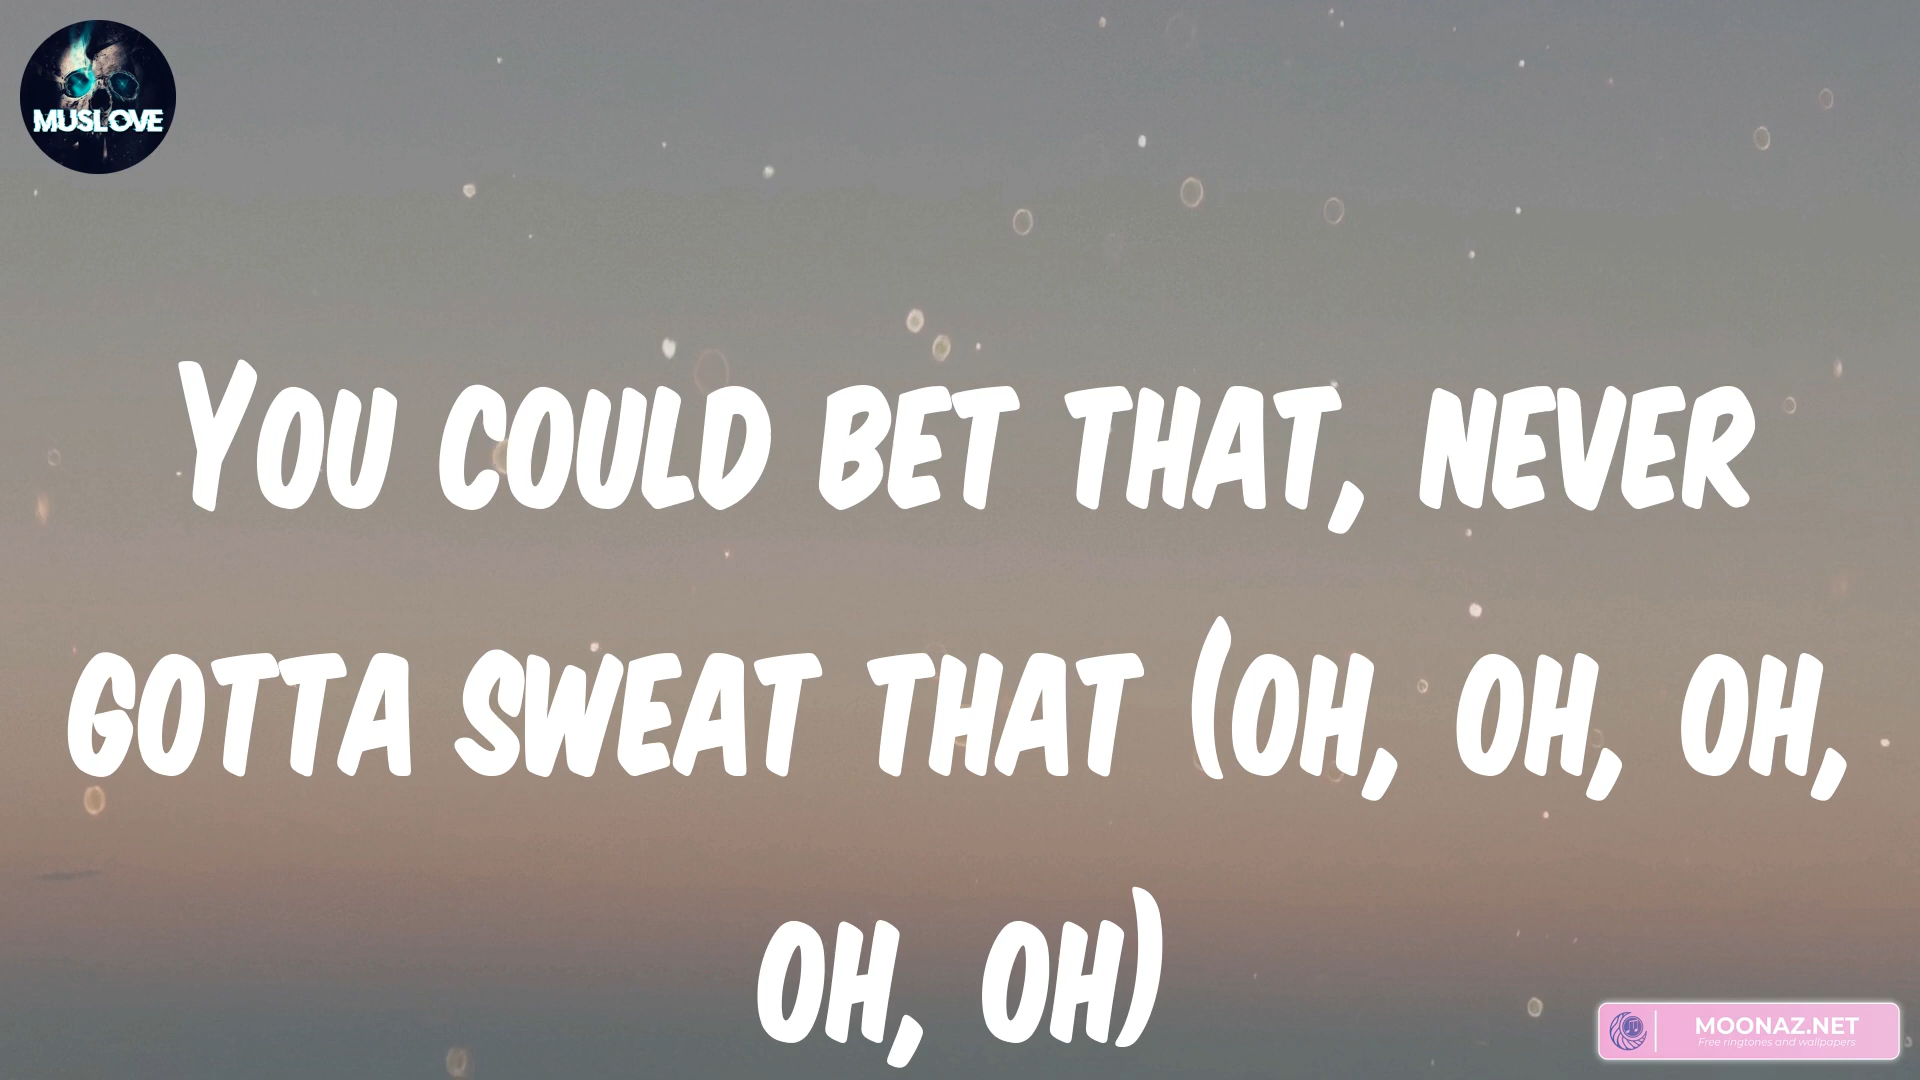 MUSLOVE
You could bet that, never
gotta sweat that (oh, oh, oh,
oh, oh)
MOONAZ.NET
Free ringtones and wallpapers